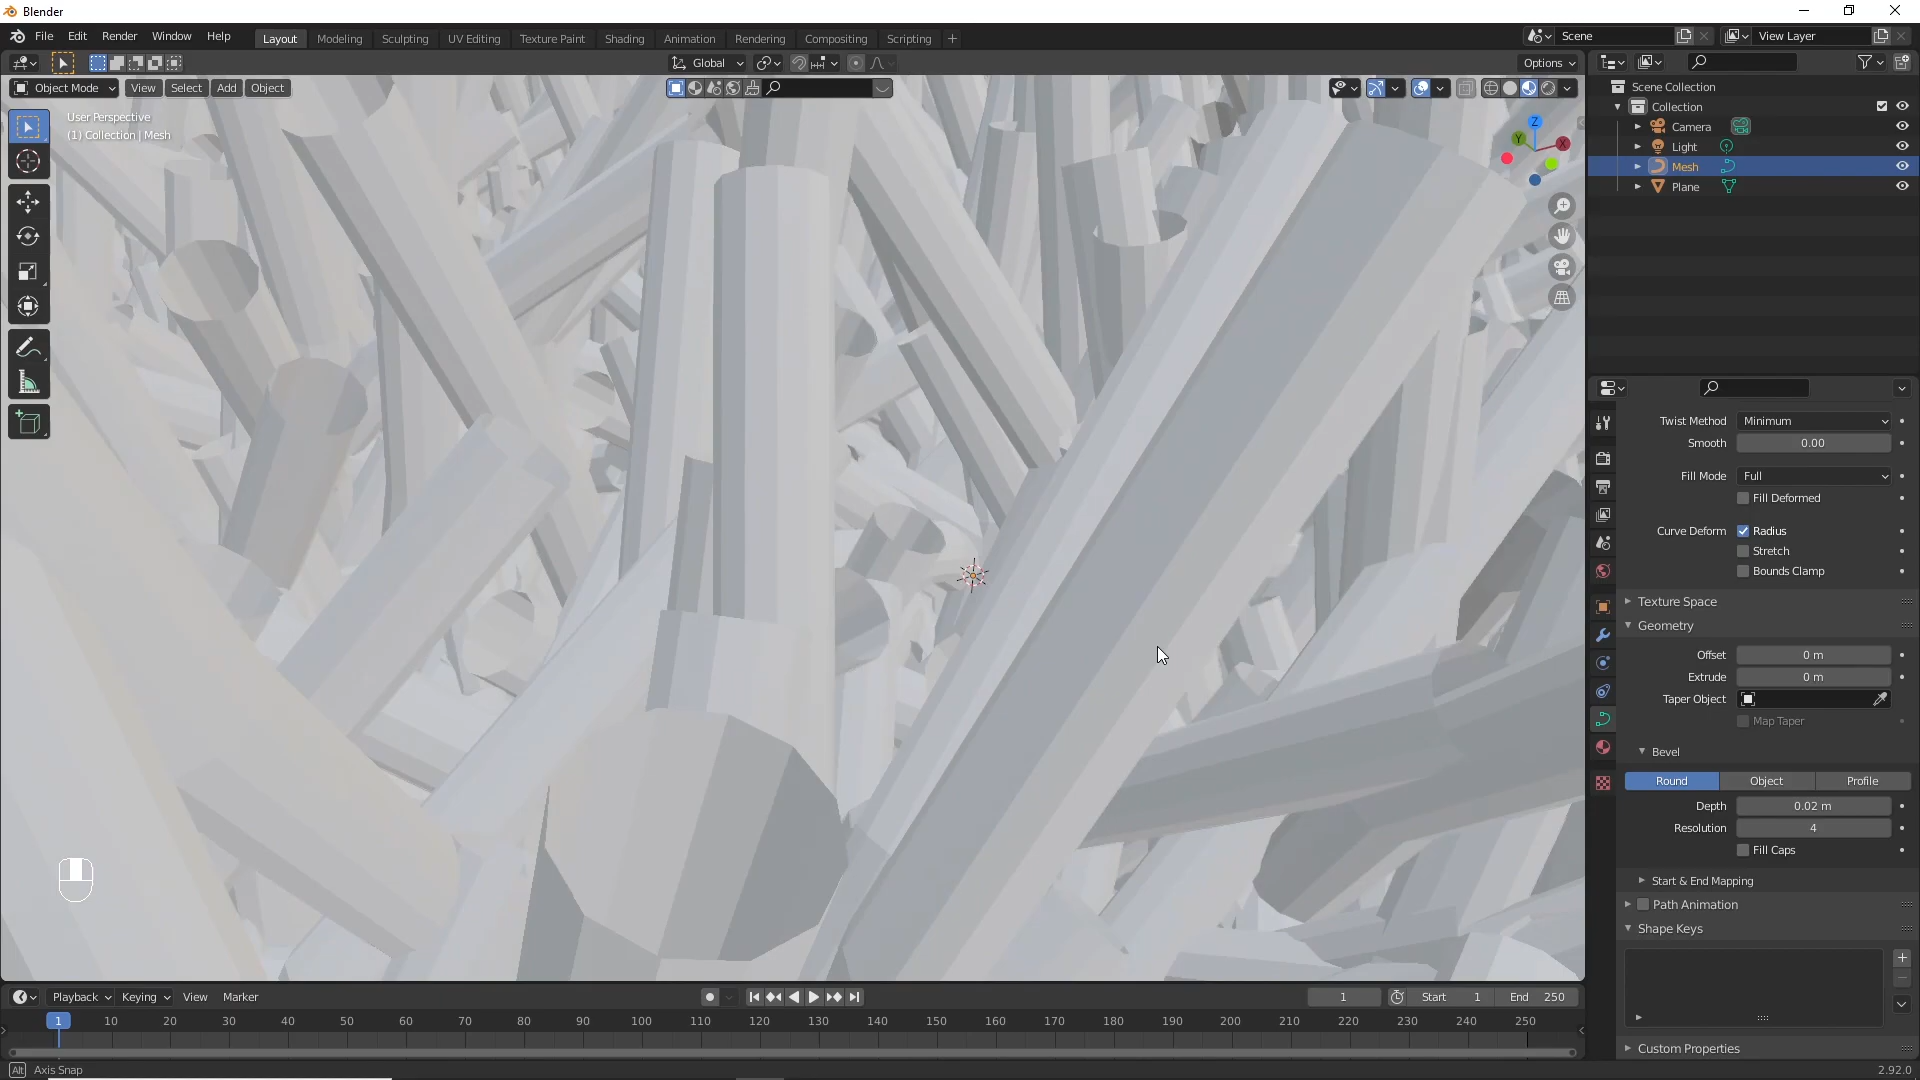 Blender
File Edit Render Window Help
Layout Modeling Sculpting UV Editing Texture Paint Shading Animation Rendering Compositing Scripting +
Scene
View Layer
Global
Options
Object Mode View Select Add Object
User Perspective
(1) Collection | Mesh
Z
Y
X
Scene Collection
Collection
Camera
Light
Mesh
Plane
Twist Method Minimum
Smooth 0.00
Fill Mode Full
Fill Deformed
Curve Deform Radius
Stretch
Bounds Clamp
Texture Space
Geometry
Offset 0 m
Extrude 0 m
Taper Object
Map Taper
Bevel
Round Object Profile
Depth 0.02 m
Resolution 4
Fill Caps
Start & End Mapping
Path Animation
Shape Keys
Custom Properties
Playback Keying View Marker
1
Start 1
End 250
1 10 20 30 40 50 60 70 80 90 100 110 120 130 140 150 160 170 180 190 200 210 220 230 240 250
Alt Axis Snap
2.92.0